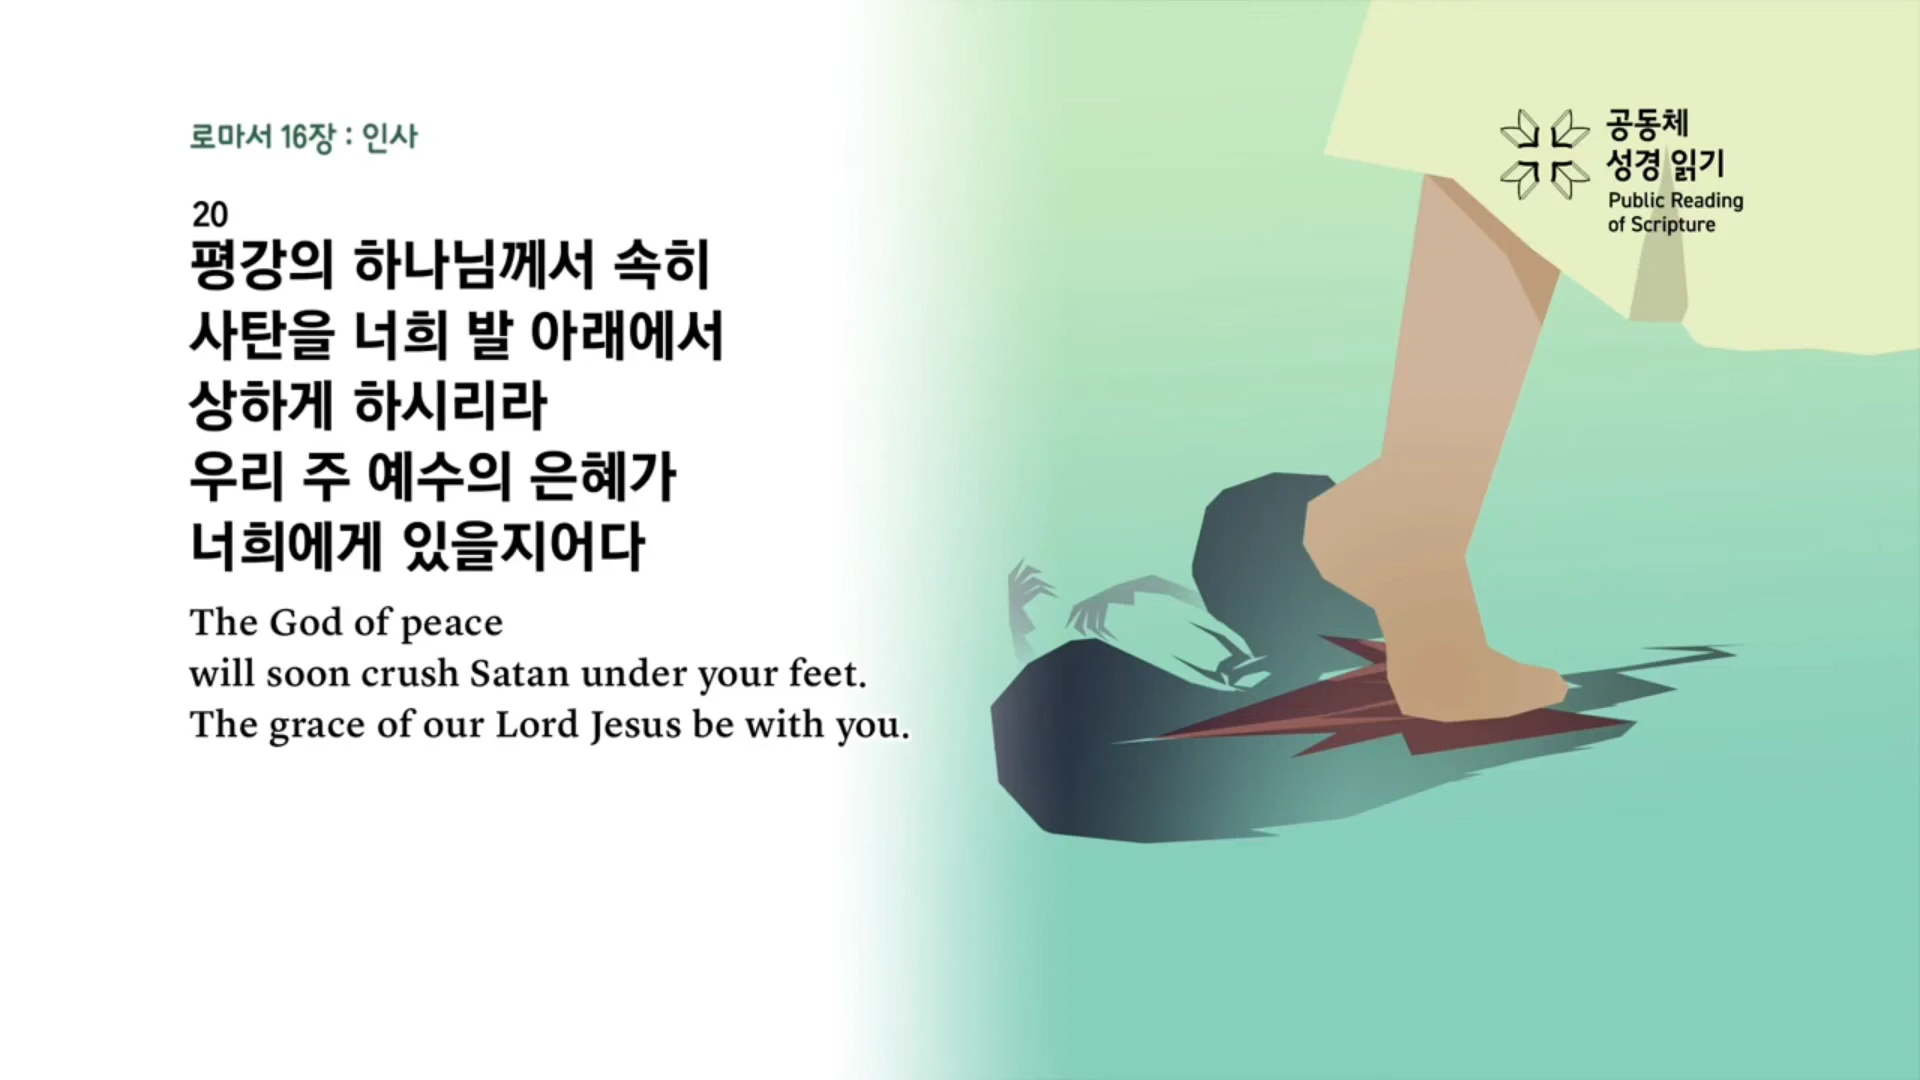 로마서 16장 : 인사
20
평강의 하나님께서 속히
사탄을 너희 발 아래에서
상하게 하시리라
우리 주 예수의 은혜가
너희에게 있을지어다
The God of peace
will soon crush Satan under your feet.
The grace of our Lord Jesus be with you.
공동체
성경 읽기
Public Reading
of Scripture